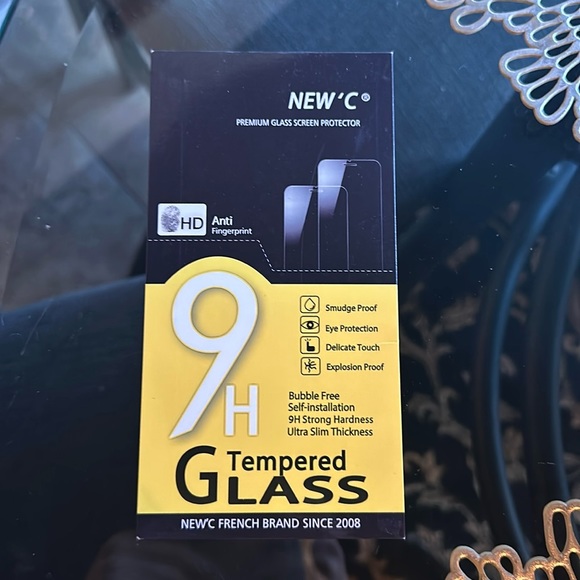 NEW'C®
PREMIUM GLASS SCREEN PROTECTOR
HD
Anti
Fingerprint
9H
Smudge Proof
Eye Protection
Delicate Touch
Explosion Proof
Bubble Free
Self-installation
9H Strong Hardness
Ultra Slim Thickness
Tempered
GLASS
NEW'C FRENCH BRAND SINCE 2008